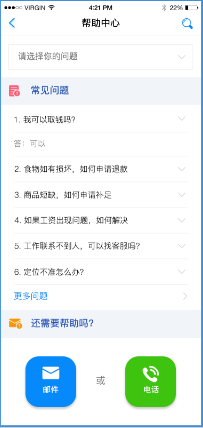 VIRGIN 4:21 PM 22%
帮助中心
请选择你的问题
常见问题
1. 我可以取钱吗?
答: 可以
2. 食物如有损坏，如何申请退款
3. 商品短缺，如何申请补足
4. 如果工资出现问题，如何解决
5. 工作联系不到人，可以找客服吗?
6. 定位不准怎么办?
更多问题
还需要帮助吗?
邮件 或 电话